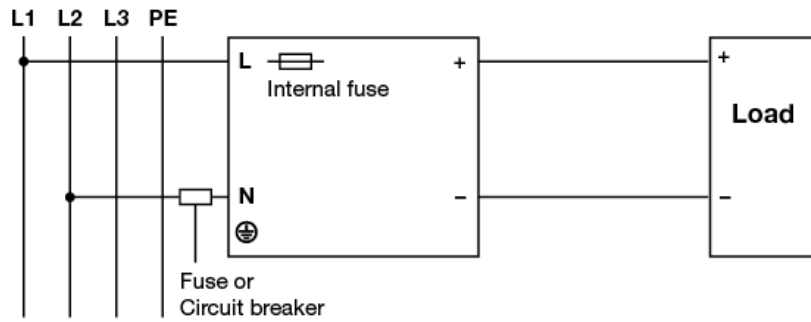 L1 L2 L3 PE
L + +
Internal fuse
Load
N − −
Fuse or
Circuit breaker